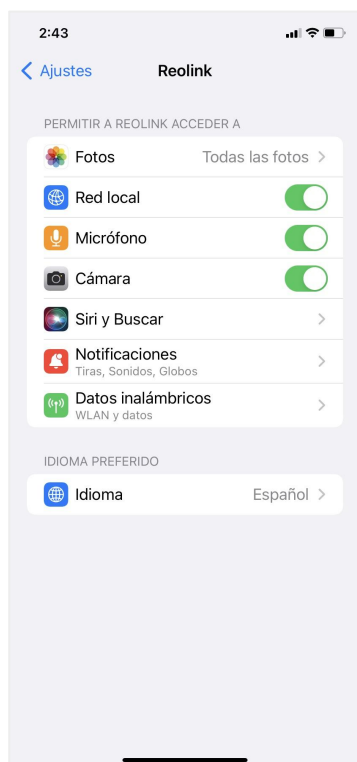 2:43
Ajustes
Reolink
PERMITIR A REOLINK ACCEDER A
Fotos Todas las fotos
Red local
Micrófono
Cámara
Siri y Buscar
Notificaciones
Tiras, Sonidos, Globos
Datos inalámbricos
WLAN y datos
IDIOMA PREFERIDO
Idioma Español